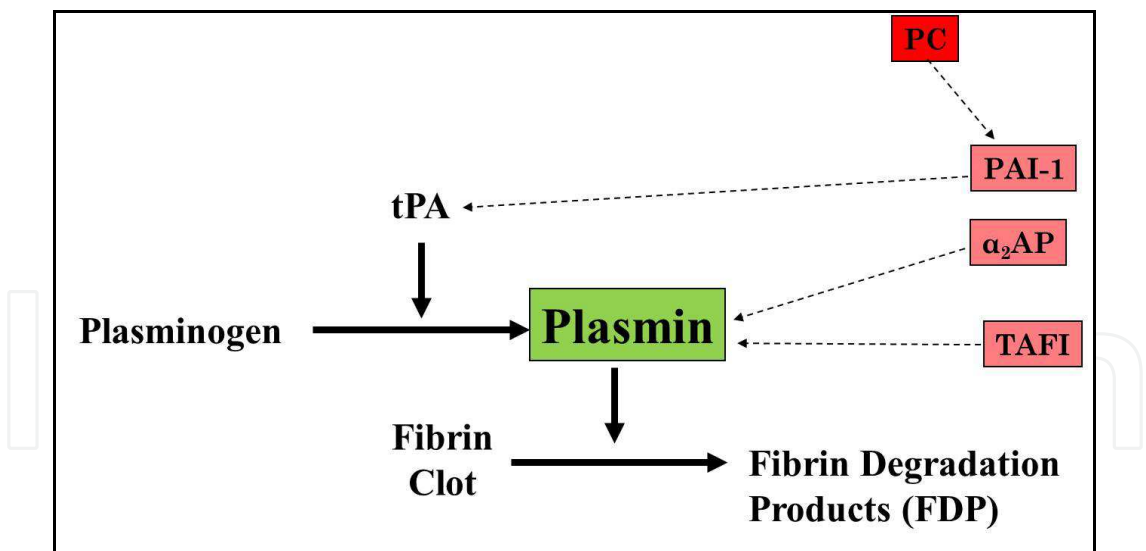 PC
PAI-1
tPA
α₂AP
Plasminogen
Plasmin
TAFI
Fibrin
Clot
Fibrin Degradation
Products (FDP)